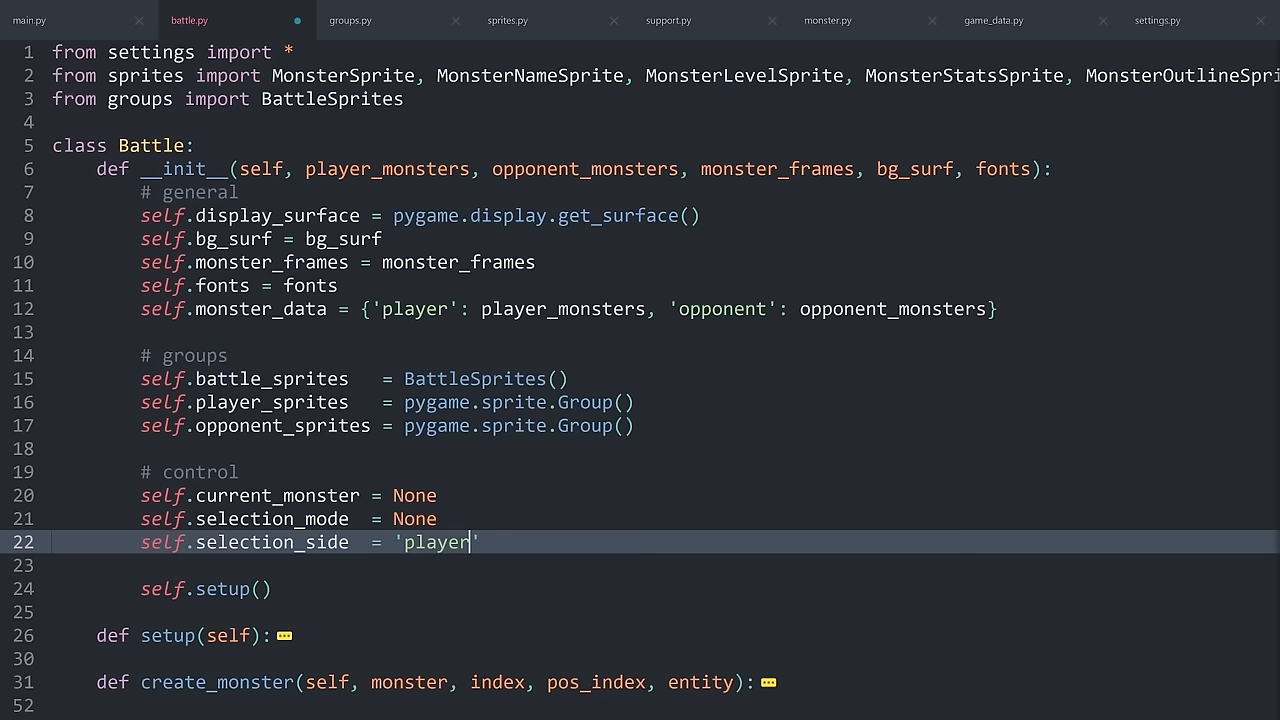 main.py battle.py groups.py sprites.py support.py monster.py game_data.py settings.py
1 from settings import *
2 from sprites import MonsterSprite, MonsterNameSprite, MonsterLevelSprite, MonsterStatsSprite, MonsterOutlineSpri
3 from groups import BattleSprites
4
5 class Battle:
6     def __init__(self, player_monsters, opponent_monsters, monster_frames, bg_surf, fonts):
7         # general
8         self.display_surface = pygame.display.get_surface()
9         self.bg_surf = bg_surf
10         self.monster_frames = monster_frames
11         self.fonts = fonts
12         self.monster_data = {'player': player_monsters, 'opponent': opponent_monsters}
13
14         # groups
15         self.battle_sprites   = BattleSprites()
16         self.player_sprites   = pygame.sprite.Group()
17         self.opponent_sprites = pygame.sprite.Group()
18
19         # control
20         self.current_monster = None
21         self.selection_mode  = None
22         self.selection_side  = 'player'
23
24         self.setup()
25
26     def setup(self):
30
31     def create_monster(self, monster, index, pos_index, entity):
52